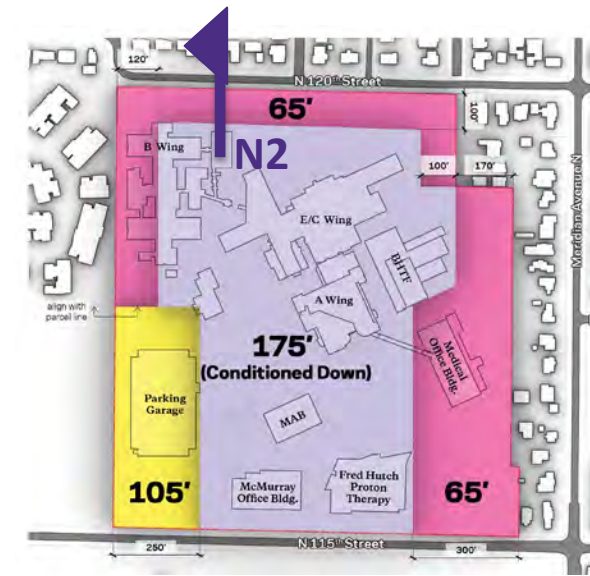 120'
N 120th Street
65'
100'
B Wing
N2
100'
170'
Meridian Avenue N
E/C Wing
BHTF
A Wing
align with
parcel line
175'
(Conditioned Down)
Medical
Office Bldg.
Parking
Garage
MAB
105'
McMurray
Office Bldg.
Fred Hutch
Proton
Therapy
65'
N 115th Street
250'
300'